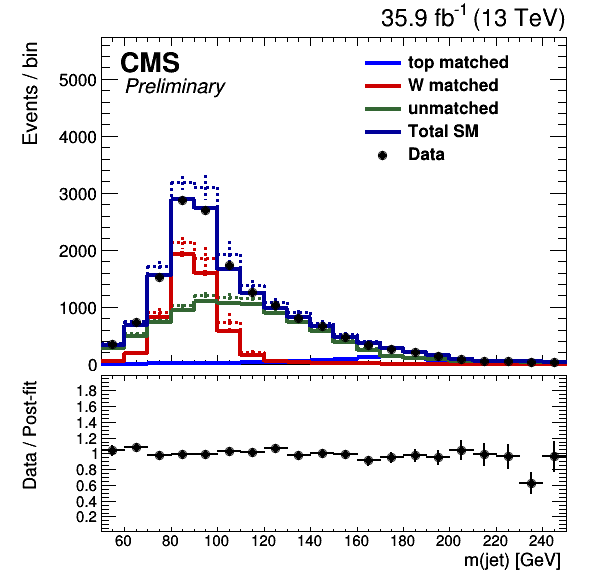 35.9 fb⁻¹ (13 TeV)
CMS
Preliminary
top matched
W matched
unmatched
Total SM
Data
Events / bin
5000
4000
3000
2000
1000
0
Data / Post-fit
1.8
1.6
1.4
1.2
1
0.8
0.6
0.4
0.2
60 80 100 120 140 160 180 200 220 240
m(jet) [GeV]